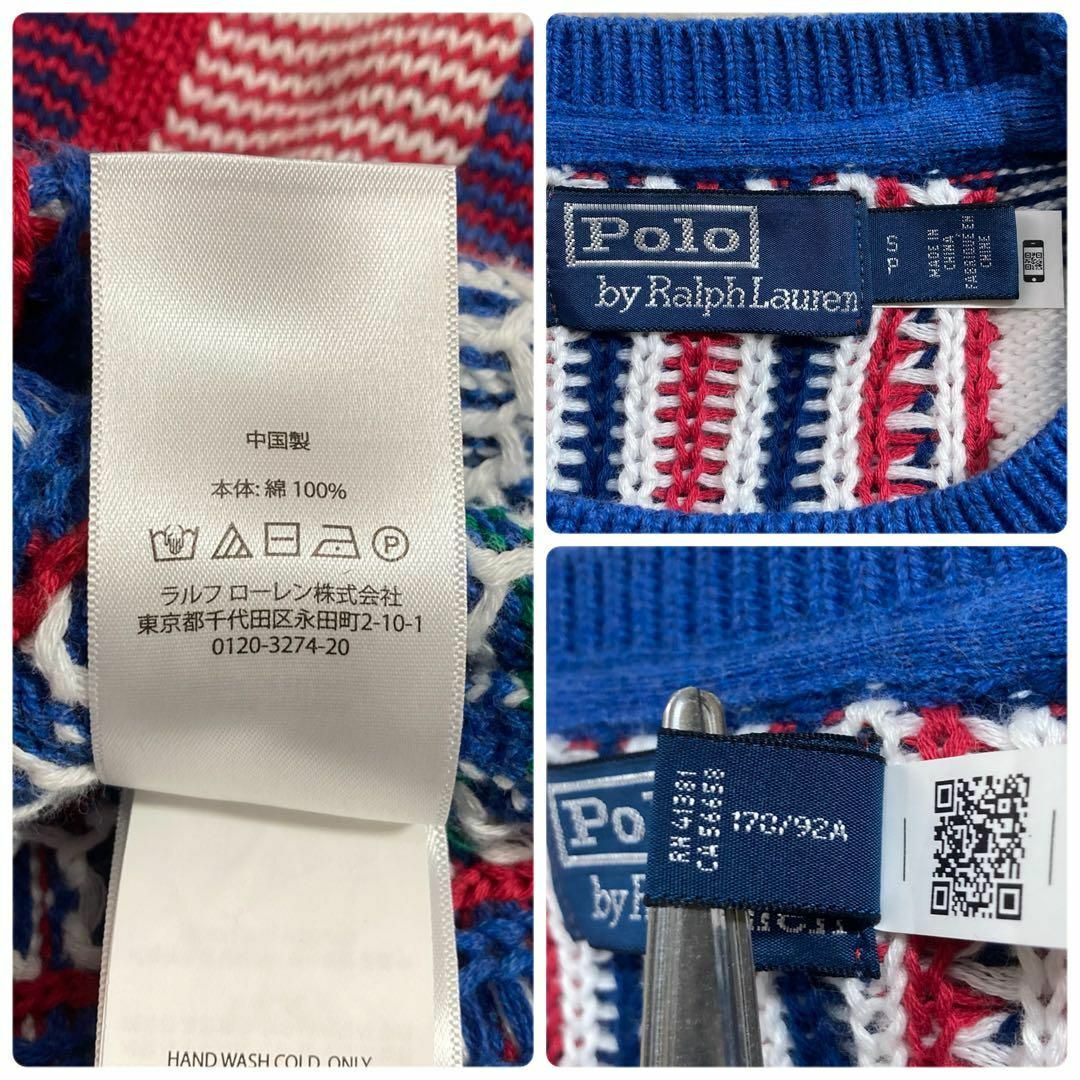 中国製
本体: 綿 100%
P
ラルフ ローレン株式会社
東京都千代田区永田町2-10-1
0120-3274-20
HAND WASH COLD ONLY
Polo
by Ralph Lauren
S
P
MADE IN
CHINA
FABRIQUÉ EN
CHINE
Po
by R
RN 41381
CA 56658
170/92A